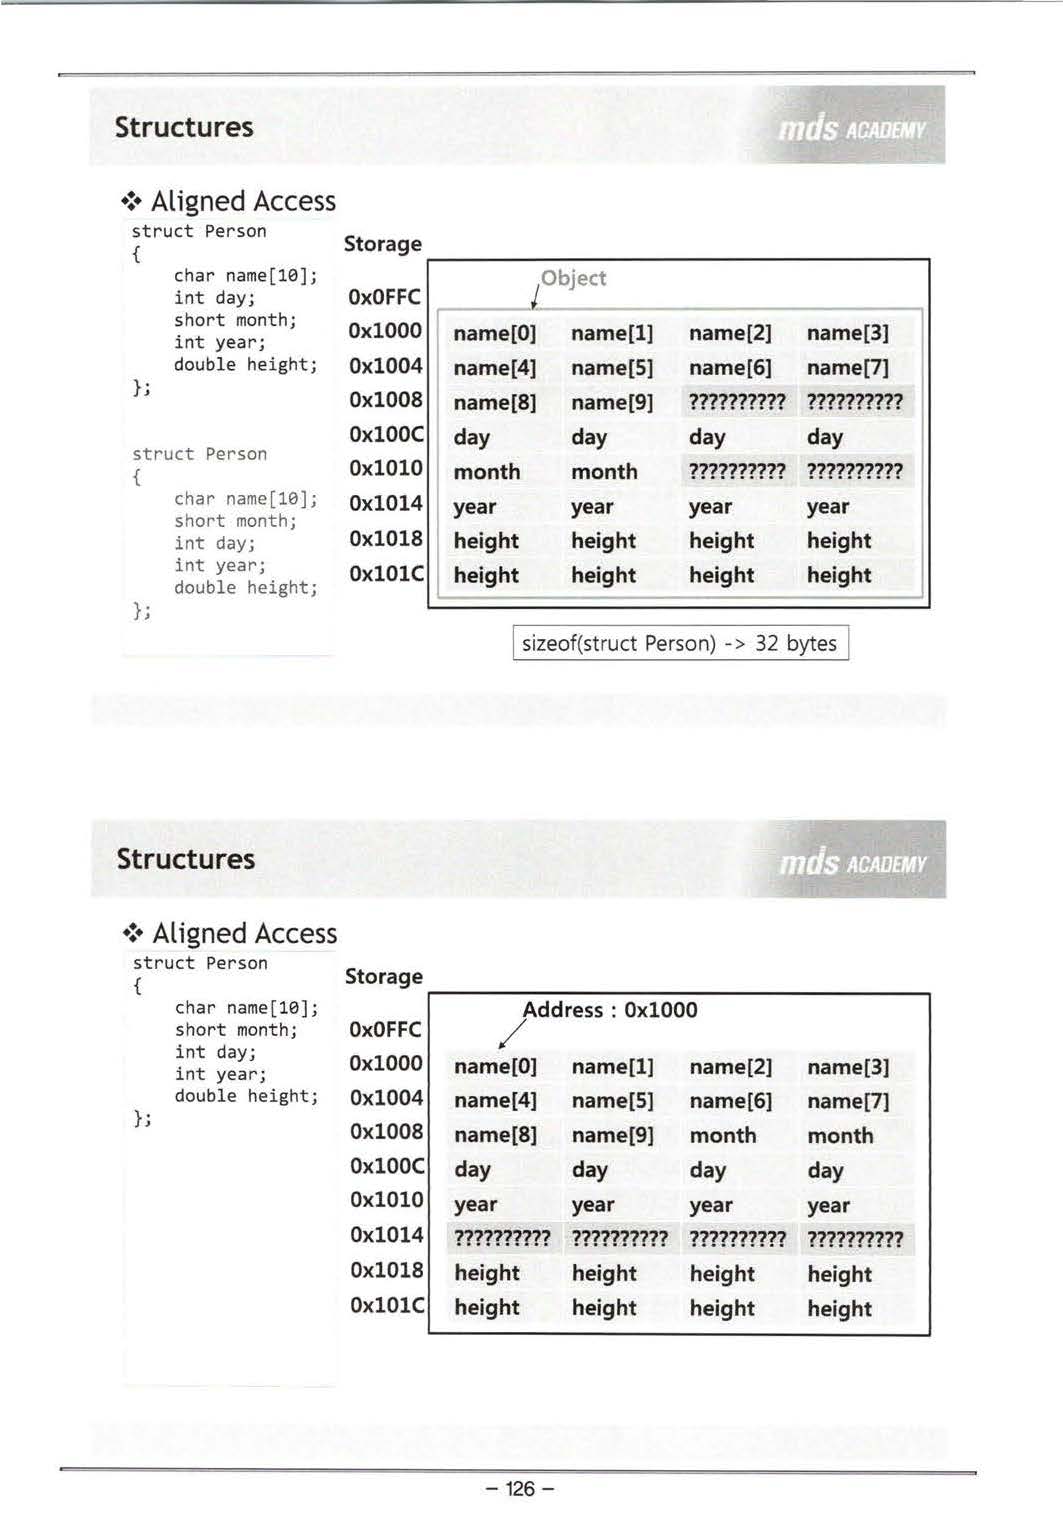 Structures
mds ACADEMY
❖ Aligned Access
struct Person
{
char name[10];
int day;
short month;
int year;
double height;
};
struct Person
{
char name[10];
short month;
int day;
int year;
double height;
};
Storage
Object
0x0FFC
0x1000 name[0] name[1] name[2] name[3]
0x1004 name[4] name[5] name[6] name[7]
0x1008 name[8] name[9] ?????????? ??????????
0x100C day day day day
0x1010 month month ?????????? ??????????
0x1014 year year year year
0x1018 height height height height
0x101C height height height height
sizeof(struct Person) -> 32 bytes
Structures
mds ACADEMY
❖ Aligned Access
struct Person
{
char name[10];
short month;
int day;
int year;
double height;
};
Storage
Address : 0x1000
0x0FFC
0x1000 name[0] name[1] name[2] name[3]
0x1004 name[4] name[5] name[6] name[7]
0x1008 name[8] name[9] month month
0x100C day day day day
0x1010 year year year year
0x1014 ?????????? ?????????? ?????????? ??????????
0x1018 height height height height
0x101C height height height height
- 126 -